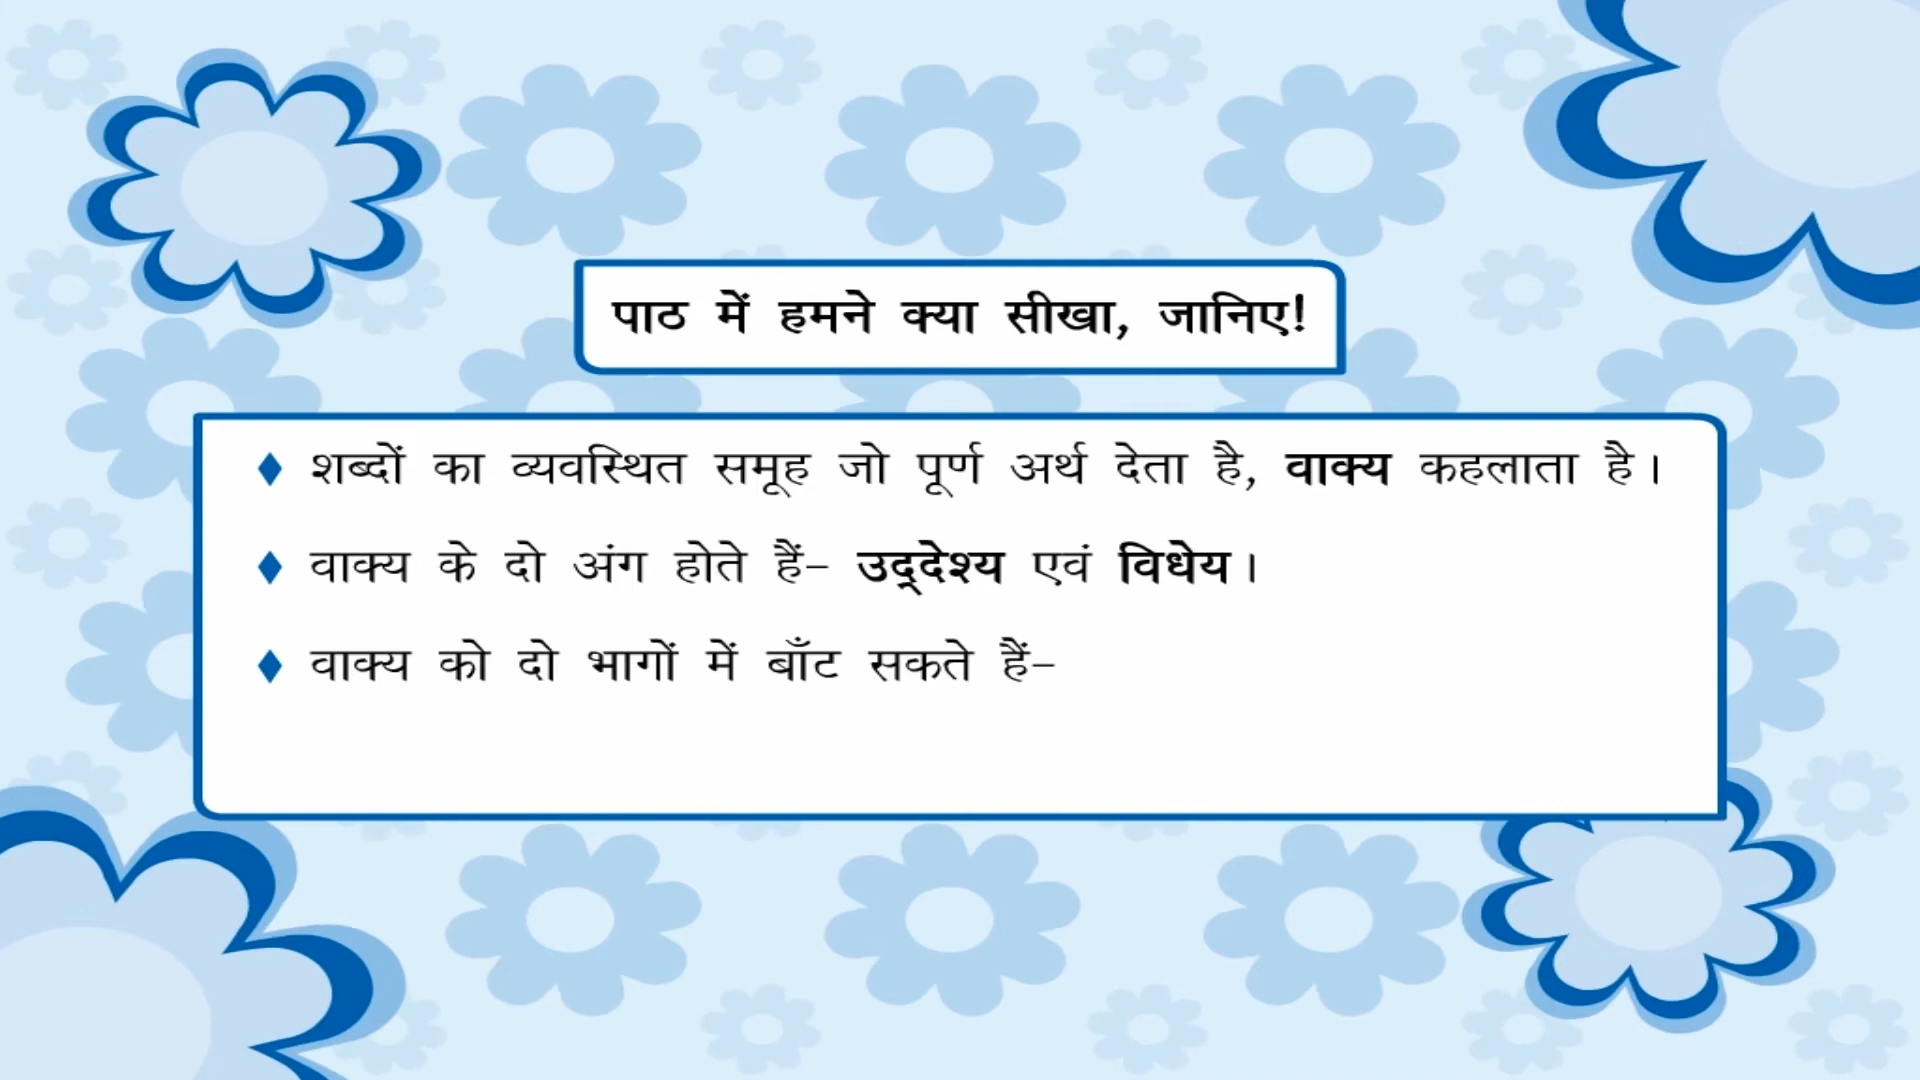 पाठ में हमने क्या सीखा, जानिए!
♦ शब्दों का व्यवस्थित समूह जो पूर्ण अर्थ देता है, वाक्य कहलाता है।
♦ वाक्य के दो अंग होते हैं– उद्‌देश्य एवं विधेय।
♦ वाक्य को दो भागों में बाँट सकते हैं–